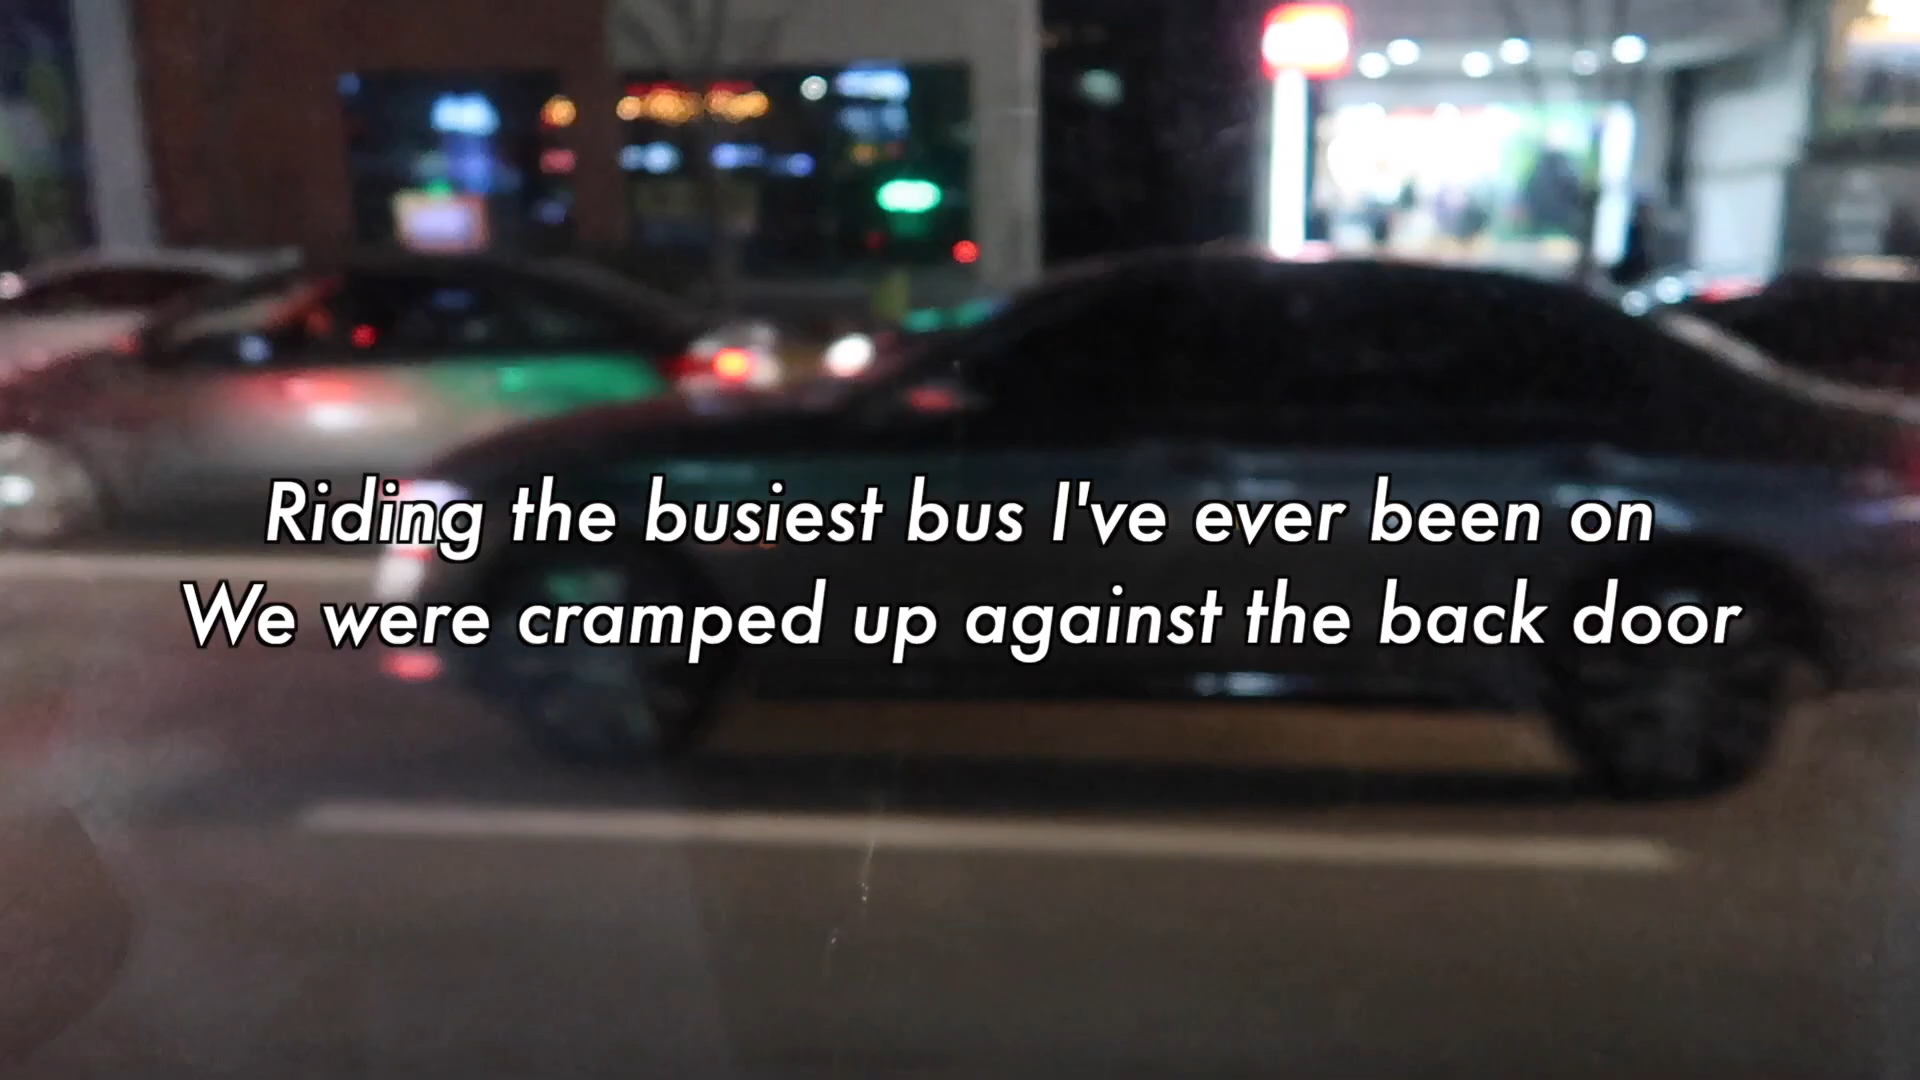 Riding the busiest bus I've ever been on
We were cramped up against the back door